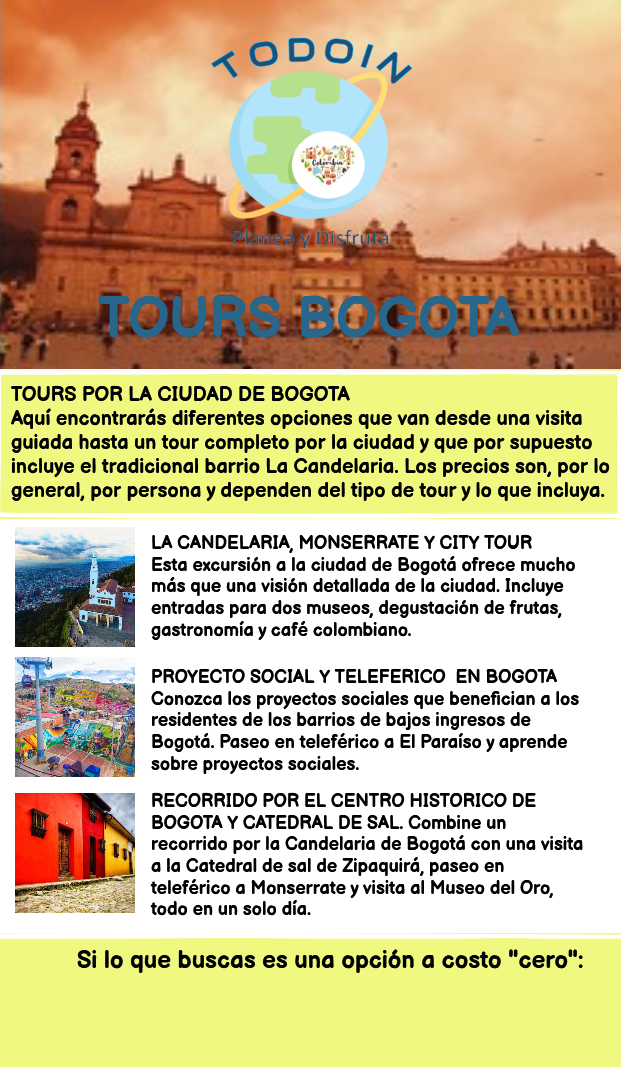 TODOIN
Colombia
Planea y Disfruta
TOURS BOGOTA
TOURS POR LA CIUDAD DE BOGOTA
Aquí encontrarás diferentes opciones que van desde una visita
guiada hasta un tour completo por la ciudad y que por supuesto
incluye el tradicional barrio La Candelaria. Los precios son, por lo
general, por persona y dependen del tipo de tour y lo que incluya.
LA CANDELARIA, MONSERRATE Y CITY TOUR
Esta excursión a la ciudad de Bogotá ofrece mucho
más que una visión detallada de la ciudad. Incluye
entradas para dos museos, degustación de frutas,
gastronomía y café colombiano.
PROYECTO SOCIAL Y TELEFERICO EN BOGOTA
Conozca los proyectos sociales que benefician a los
residentes de los barrios de bajos ingresos de
Bogotá. Paseo en teleférico a El Paraíso y aprende
sobre proyectos sociales.
RECORRIDO POR EL CENTRO HISTORICO DE
BOGOTA Y CATEDRAL DE SAL. Combine un
recorrido por la Candelaria de Bogotá con una visita
a la Catedral de sal de Zipaquirá, paseo en
teleférico a Monserrate y visita al Museo del Oro,
todo en un solo día.
Si lo que buscas es una opción a costo "cero":